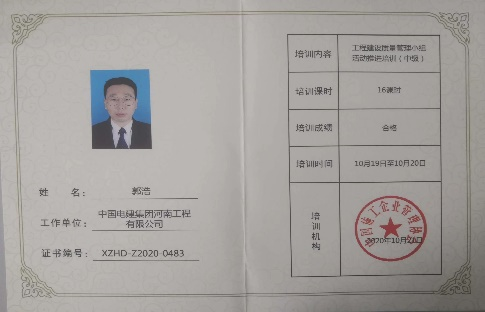 姓 名： 郭浩
工作单位： 中国电建集团河南工程
有限公司
证书编号： XZHD-Z2020-0483
培训内容 工程建设质量管理小组
活动推进培训（中级）
培训课时 16课时
培训成绩 合格
培训时间 10月19日至10月20日
培训机构
2020年10月20日